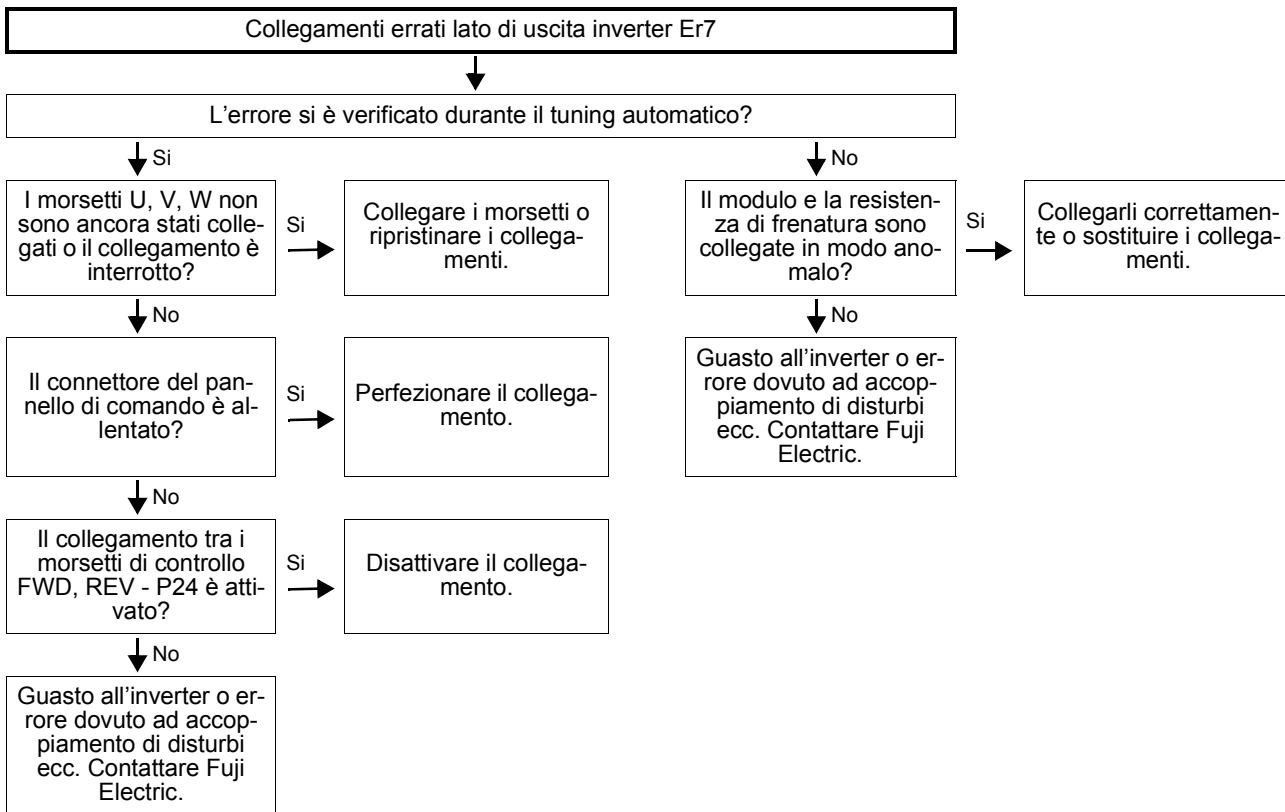 Collegamenti errati lato di uscita inverter Er7
L'errore si è verificato durante il tuning automatico?
Si
No
I morsetti U, V, W non
sono ancora stati colle-
gati o il collegamento è
interrotto?
Si
Collegare i morsetti o
ripristinare i collega-
menti.
Il modulo e la resisten-
za di frenatura sono
collegate in modo ano-
malo?
Si
Collegarli correttamen-
te o sostituire i collega-
menti.
No
No
Il connettore del pan-
nello di comando è al-
lentato?
Si
Perfezionare il collega-
mento.
Guasto all'inverter o er-
rore dovuto ad accop-
piamento di disturbi
ecc. Contattare Fuji
Electric.
No
Il collegamento tra i
morsetti di controllo
FWD, REV - P24 è atti-
vato?
Si
Disattivare il collega-
mento.
No
Guasto all'inverter o er-
rore dovuto ad accop-
piamento di disturbi
ecc. Contattare Fuji
Electric.